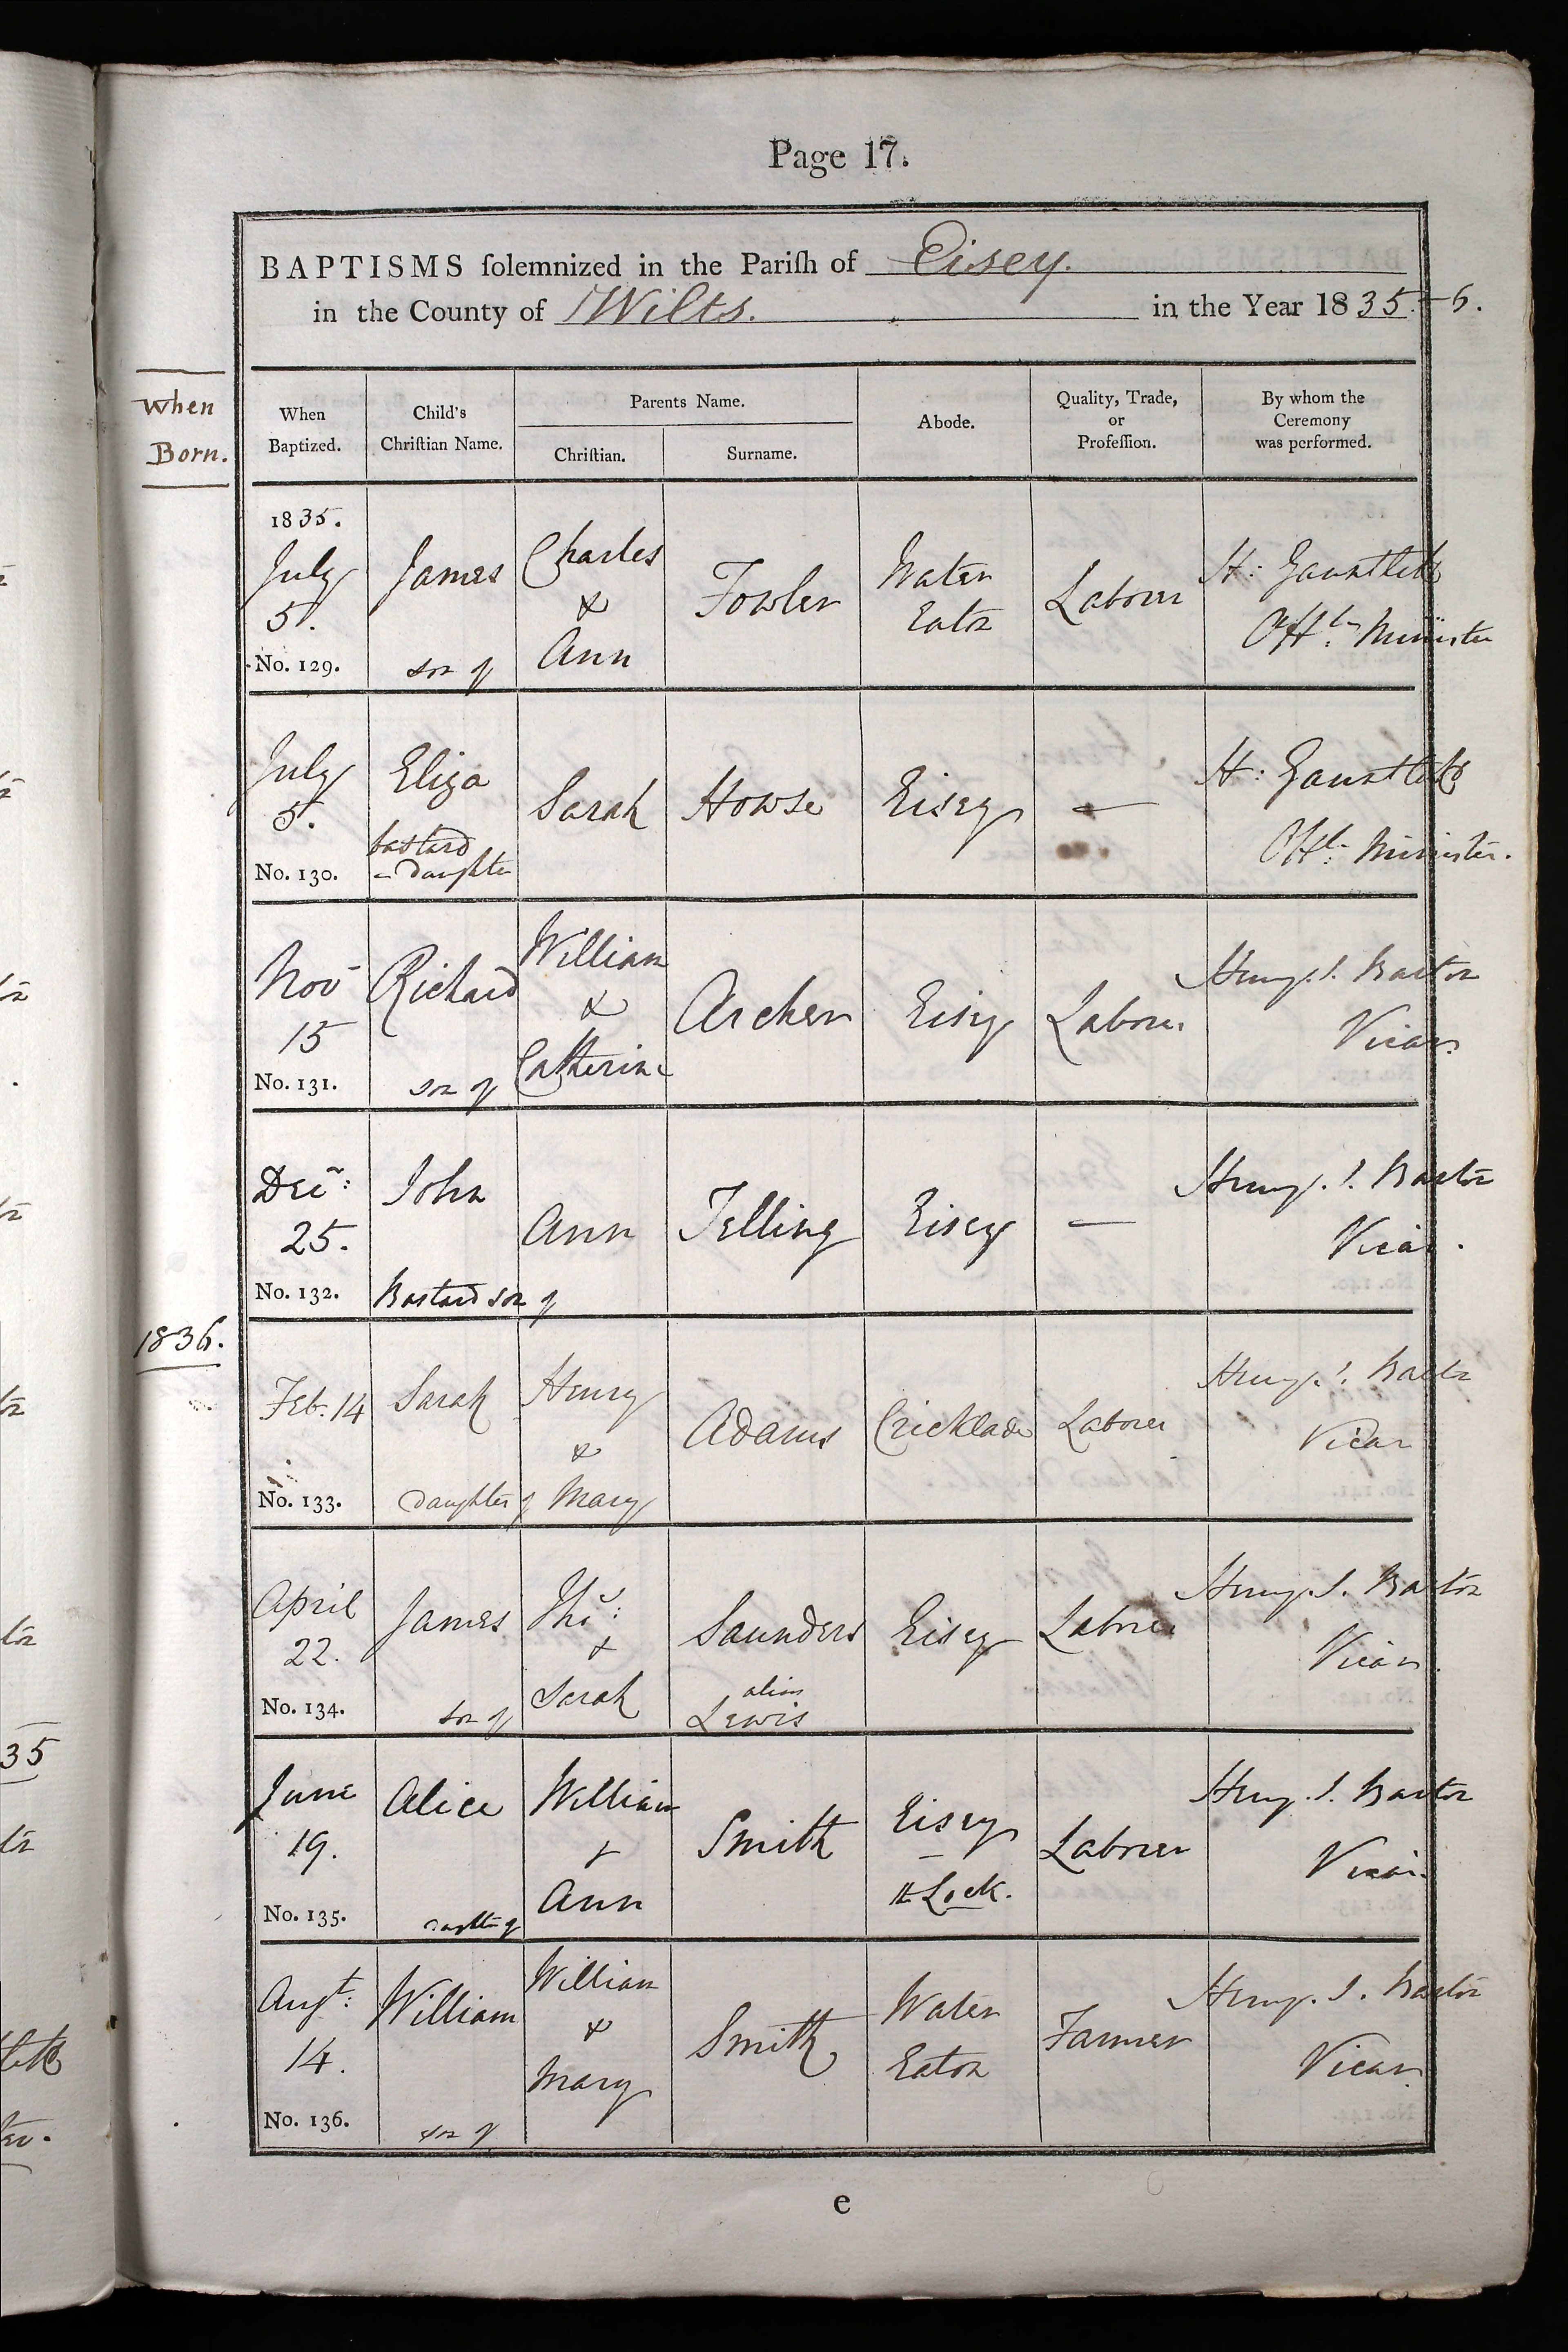 Page 17.
BAPTISMS ſolemnized in the Pariſh of Eisey.
in the County of Wilts. in the Year 1835.-6.
When
Born.
When
Baptized.
Child's
Chriſtian Name.
Parents Name.
Chriſtian.
Surname.
Abode.
Quality, Trade,
or
Profeſſion.
By whom the
Ceremony
was performed.
1835.
July
5.
No. 129.
James
son of
Charles
&
Ann
Fowler
Water
Eaton
Laborer
H: Gauntlett
Offt: Minister
July
5.
No. 130.
Eliza
bastard
daughter
Sarah
Howse
Eisey
—
H: Gauntlett
Offt: Minister.
Nov
15
No. 131.
Richard
son of
William
&
Catherine
Archer
Eisey
Laborer
Henry. I. Barton
Vicar.
Dec:
25.
No. 132.
John
Bastard son of
Ann
Telling
Eisey
—
Henry. I. Barton
Vicar.
1836.
Feb. 14
No. 133.
Sarah
Daughter of
Henry
&
Mary
Adams
Cricklade
Laborer
Henry. I. Barton
Vicar
April
22.
No. 134.
James
son of
Thos:
&
Sarah
Saunders
alias
Lewis
Eisey
Laborer
Henry. I. Barton
Vicar.
June
19.
No. 135.
Alice
daughter of
William
&
Ann
Smith
Eisey
—
Lock.
Laborer
Henry. I. Barton
Vicar.
Augt:
14.
No. 136.
William
son of
William
&
Mary
Smith
Water
Eaton
Farmer
Henry. I. Barton
Vicar.
e
35